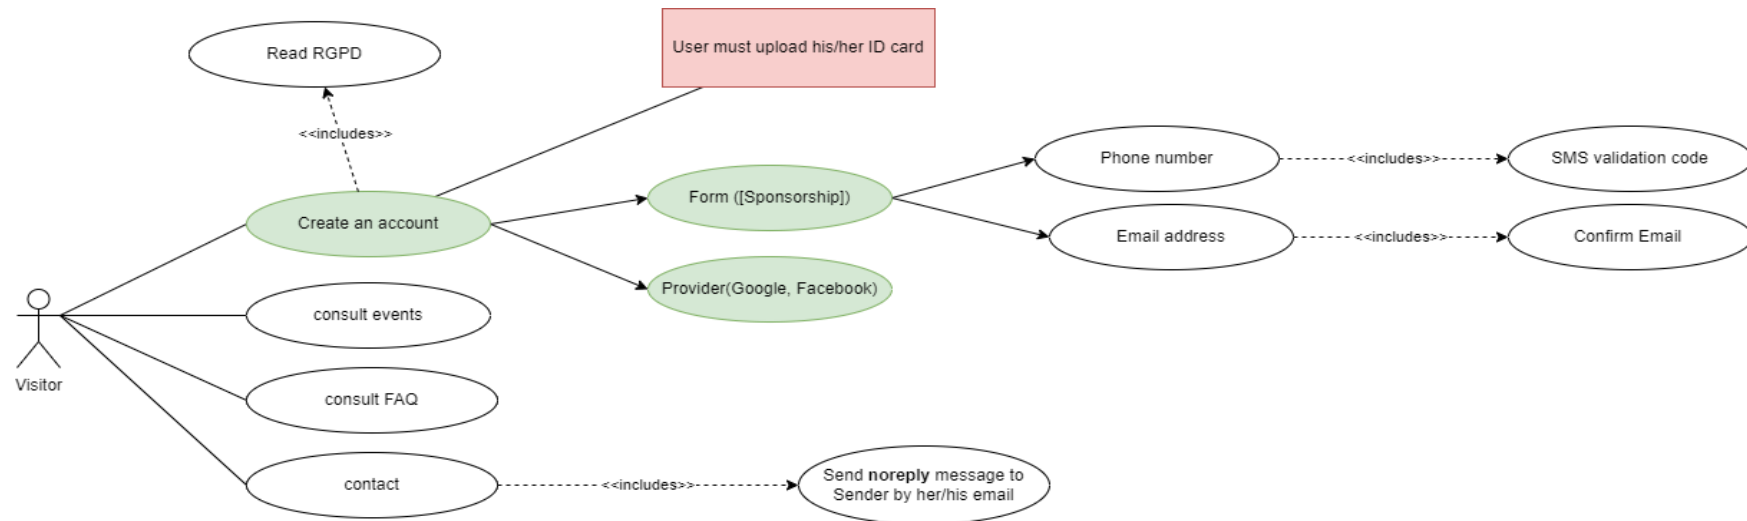 Read RGPD
User must upload his/her ID card
<<includes>>
Phone number
<<includes>>
SMS validation code
Form ([Sponsorship])
Create an account
Email address
<<includes>>
Confirm Email
Provider(Google, Facebook)
consult events
Visitor
consult FAQ
contact
<<includes>>
Send noreply message to
Sender by her/his email